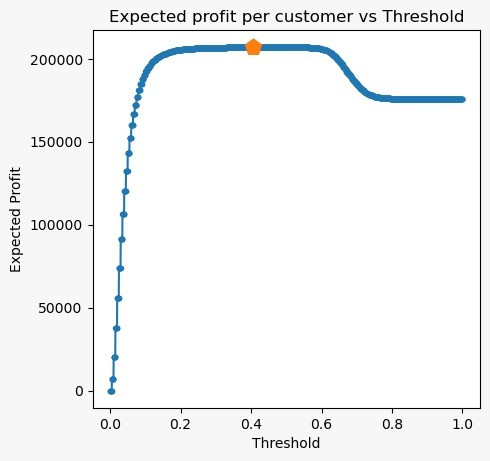 Expected profit per customer vs Threshold
200000
150000
100000
50000
0
Expected Profit
0.0 0.2 0.4 0.6 0.8 1.0
Threshold